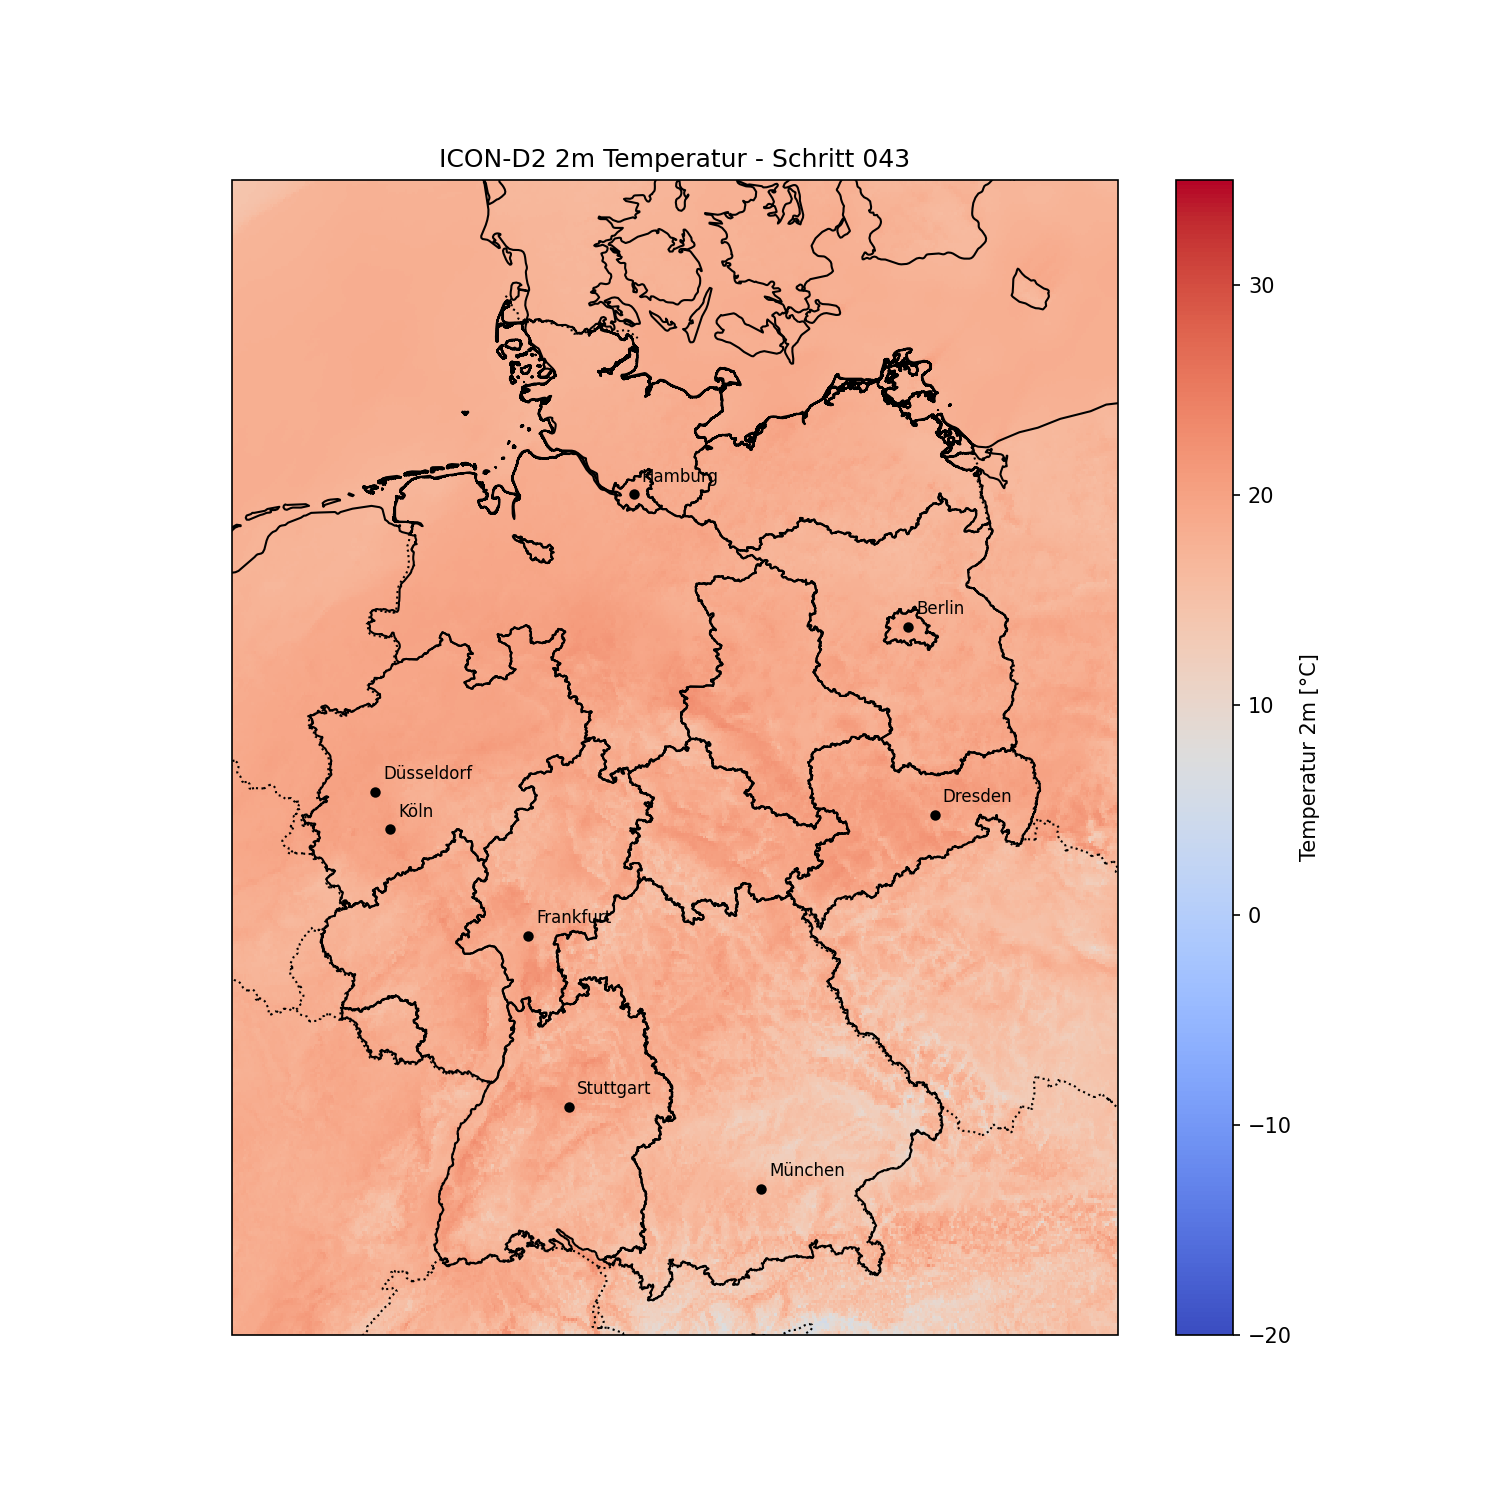 ICON-D2 2m Temperatur - Schritt 043
Hamburg
Berlin
Düsseldorf
Köln
Dresden
Frankfurt
Stuttgart
München
30
20
10
0
−10
−20
Temperatur 2m [°C]